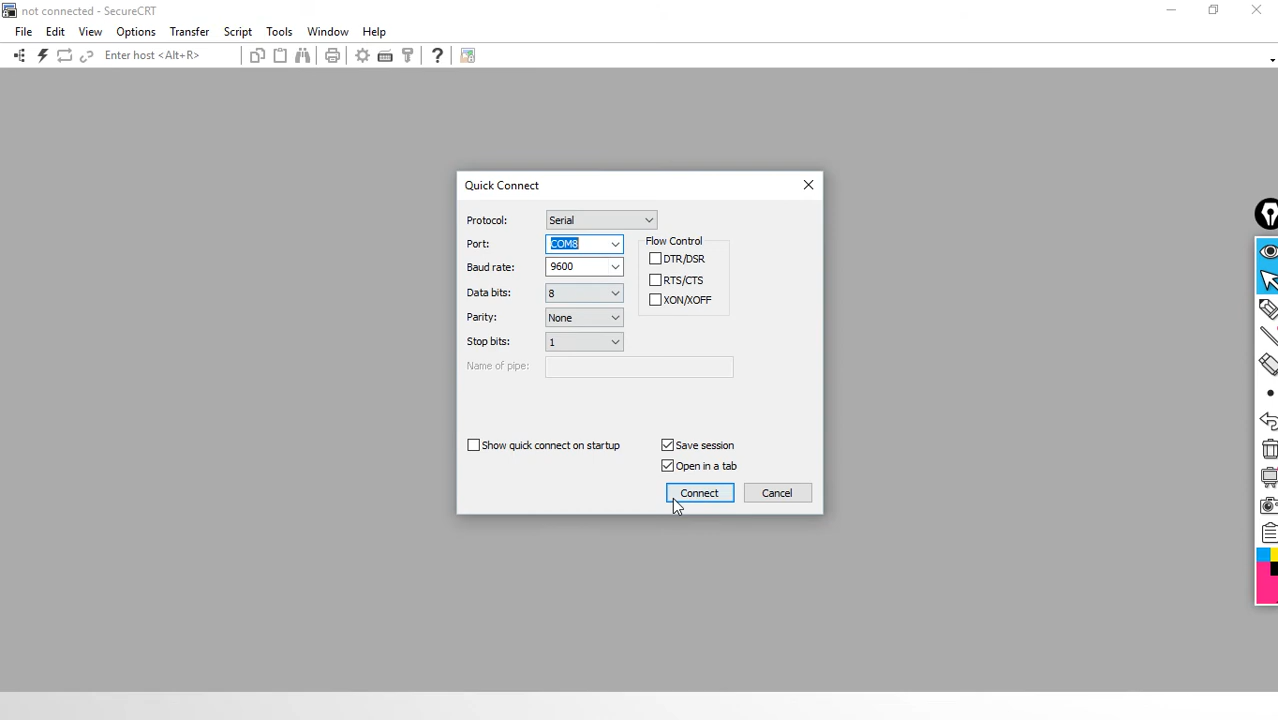 not connected - SecureCRT
File Edit View Options Transfer Script Tools Window Help
Enter host <Alt+R>
Quick Connect
Protocol: Serial
Port: COM8
Flow Control
Baud rate: 9600
DTR/DSR
RTS/CTS
Data bits: 8
XON/XOFF
Parity: None
Stop bits: 1
Name of pipe:
Show quick connect on startup
Save session
Open in a tab
Connect Cancel